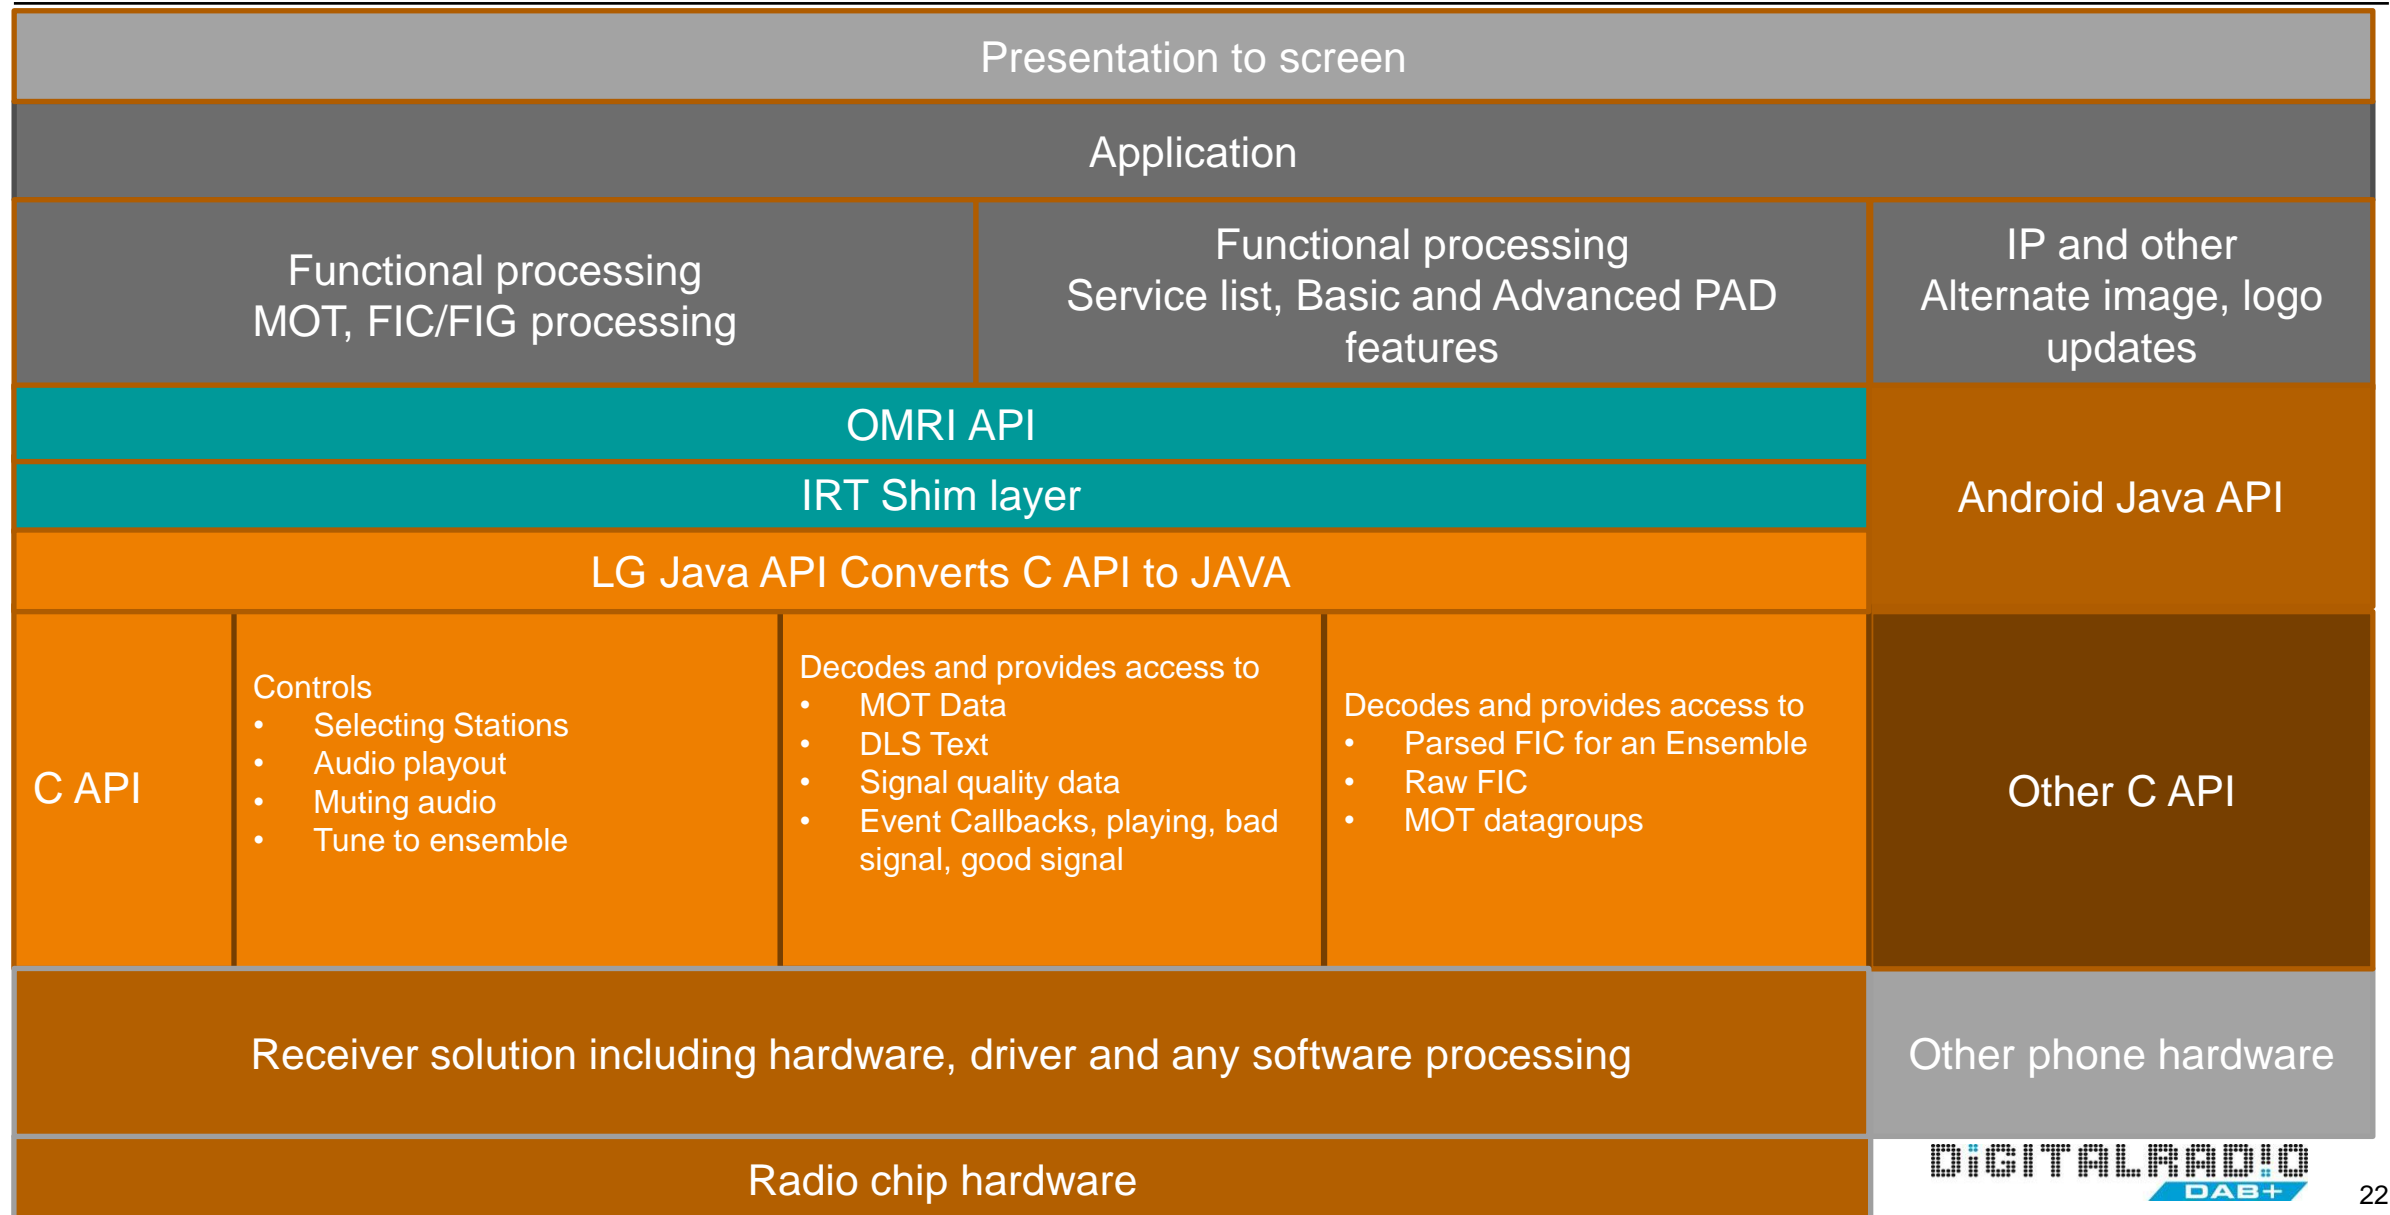 Presentation to screen
Application
Functional processing
MOT, FIC/FIG processing
Functional processing
Service list, Basic and Advanced PAD
features
IP and other
Alternate image, logo
updates
OMRI API
IRT Shim layer
LG Java API Converts C API to JAVA
Android Java API
C API
Controls
• Selecting Stations
• Audio playout
• Muting audio
• Tune to ensemble
Decodes and provides access to
• MOT Data
• DLS Text
• Signal quality data
• Event Callbacks, playing, bad
signal, good signal
Decodes and provides access to
• Parsed FIC for an Ensemble
• Raw FIC
• MOT datagroups
Other C API
Receiver solution including hardware, driver and any software processing
Other phone hardware
Radio chip hardware
DiGITALRAD!O
DAB+
22